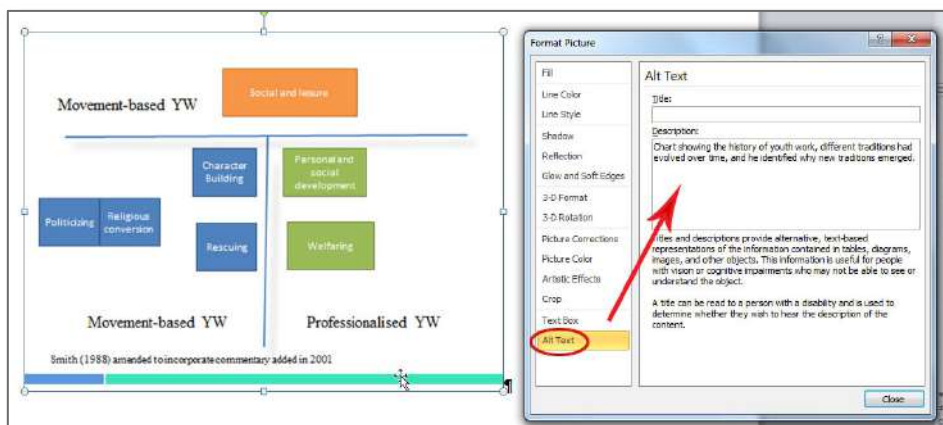 Movement-based YW
Social and leisure
Character
Building
Personal and
social
development
Politicizing
Religious
conversion
Rescuing
Welfaring
Movement-based YW
Professionalised YW
Smith (1988) amended to incorporate commentary added in 2001
¶
Format Picture
Fill
Line Color
Line Style
Shadow
Reflection
Glow and Soft Edges
3-D Format
3-D Rotation
Picture Corrections
Picture Color
Artistic Effects
Crop
Text Box
Alt Text
Alt Text
Title:
Description:
Chart showing the history of youth work, different traditions had
evolved over time, and he identified why new traditions emerged.
Titles and descriptions provide alternative, text-based
representations of the information contained in tables, diagrams,
images, and other objects. This information is useful for people
with vision or cognitive impairments who may not be able to see or
understand the object.
A title can be read to a person with a disability and is used to
determine whether they wish to hear the description of the
content.
Close